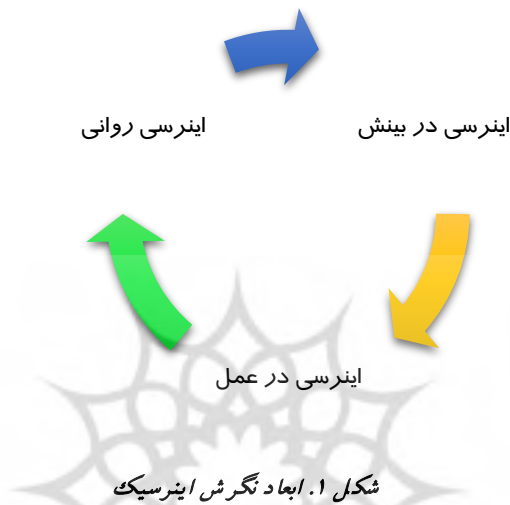 اینرسی در بینش
اینرسی روانی
اینرسی در عمل
شکل ۱. ابعاد نگرش اینرسیک